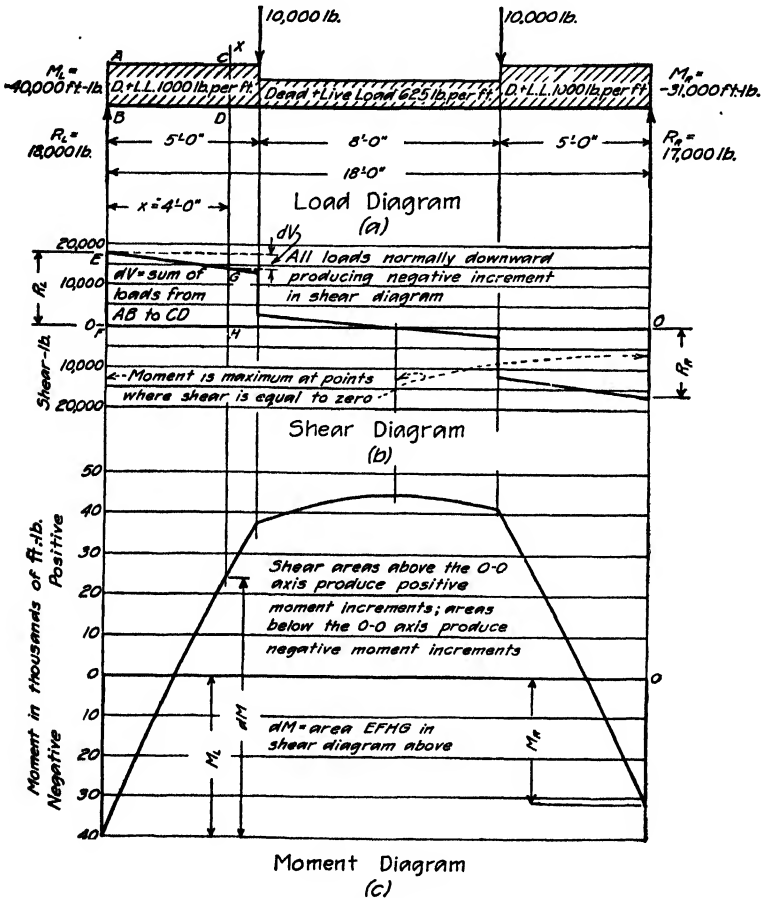 10,000 lb.
10,000 lb.
M_L =
-40,000 ft-lb.
A
C
X
D.+L.L. 1000 lb. per ft.
Dead + Live Load 625 lb. per ft.
D.+L.L. 1000 lb. per ft.
M_R =
-31,000 ft-lb.
B
D
R_L =
18,000 lb.
5'-0"
8'-0"
5'-0"
R_R =
17,000 lb.
18'-0"
x = 4'-0"
Load Diagram
(a)
20,000
E
dV
All loads normally downward
producing negative increment
in shear diagram
R_L
10,000
dV = sum of
loads from
AB to CD
G
0
F
H
O
Shear-lb.
10,000
20,000
Moment is maximum at points
where shear is equal to zero
R_R
Shear Diagram
(b)
Moment in thousands of ft.-lb.
Negative Positive
50
40
30
20
10
0
10
20
30
40
Shear areas above the O-O
axis produce positive
moment increments; areas
below the O-O axis produce
negative moment increments
O
M_L
dM
dM = area EFHG in
shear diagram above
M_R
Moment Diagram
(c)